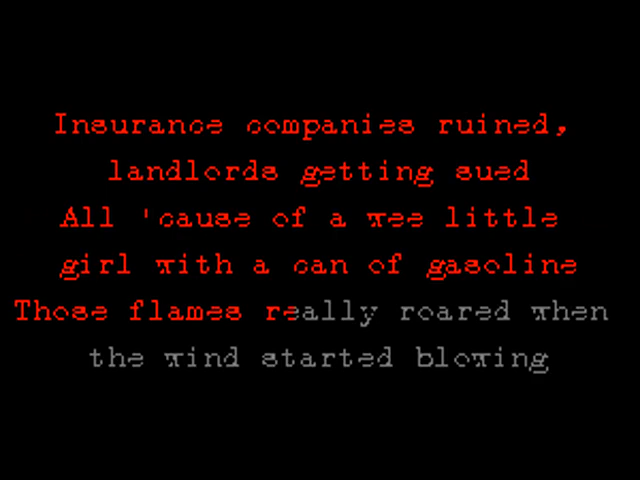 Insurance companies ruined,
landlords getting sued
All 'cause of a wee little
girl with a can of gasoline
Those flames really roared when
the wind started blowing